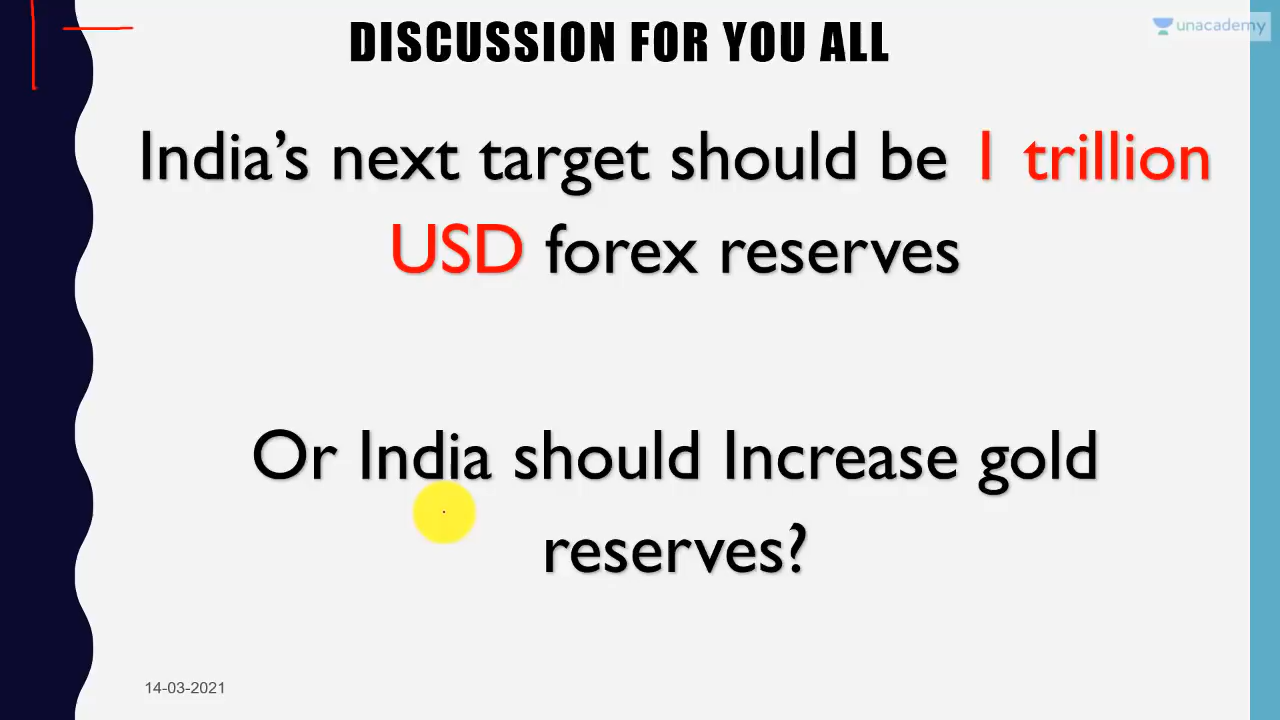 DISCUSSION FOR YOU ALL
unacademy
India's next target should be 1 trillion
USD forex reserves
Or India should Increase gold
reserves?
14-03-2021